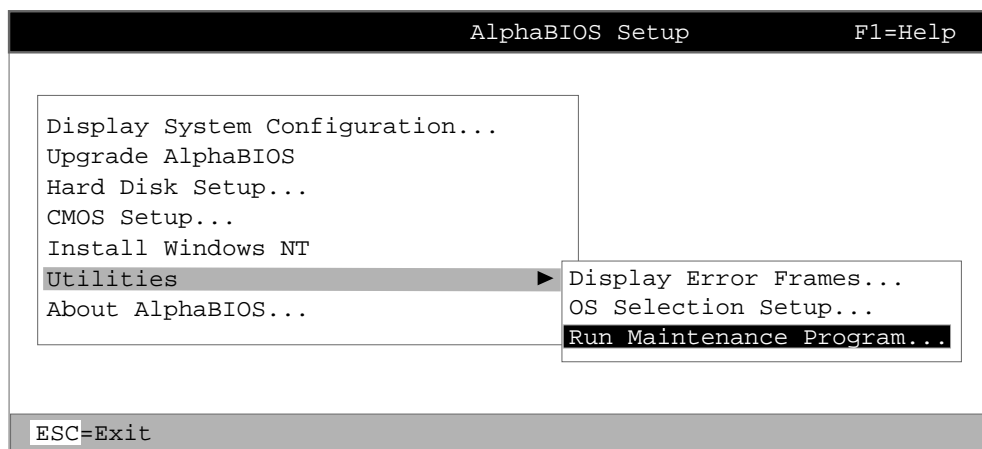 AlphaBIOS Setup F1=Help
Display System Configuration...
Upgrade AlphaBIOS
Hard Disk Setup...
CMOS Setup...
Install Windows NT
Utilities ▶
About AlphaBIOS...
Display Error Frames...
OS Selection Setup...
Run Maintenance Program...
ESC=Exit